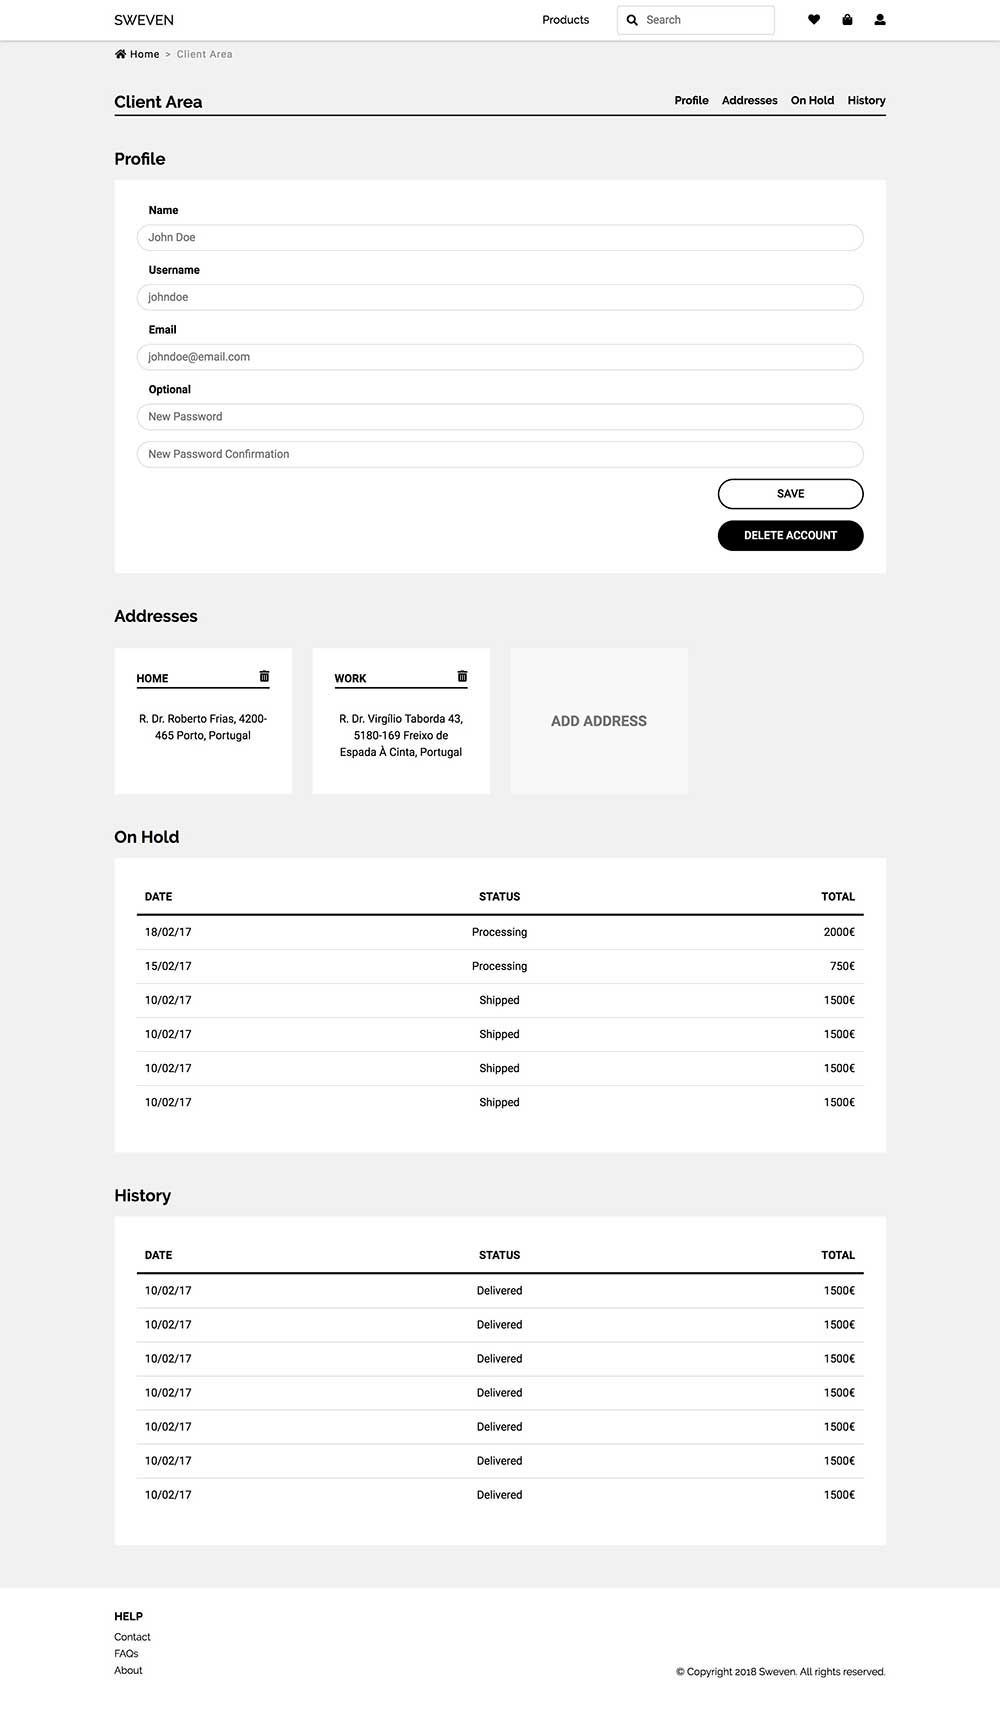 SWEVEN
Products
Search
Home > Client Area
Client Area
Profile Addresses On Hold History
Profile
Name
John Doe
Username
johndoe
Email
johndoe@email.com
Optional
New Password
New Password Confirmation
SAVE
DELETE ACCOUNT
Addresses
HOME
R. Dr. Roberto Frias, 4200-
465 Porto, Portugal
WORK
R. Dr. Virgílio Taborda 43,
5180-169 Freixo de
Espada À Cinta, Portugal
ADD ADDRESS
On Hold
DATE STATUS TOTAL
18/02/17 Processing 2000€
15/02/17 Processing 750€
10/02/17 Shipped 1500€
10/02/17 Shipped 1500€
10/02/17 Shipped 1500€
10/02/17 Shipped 1500€
History
DATE STATUS TOTAL
10/02/17 Delivered 1500€
10/02/17 Delivered 1500€
10/02/17 Delivered 1500€
10/02/17 Delivered 1500€
10/02/17 Delivered 1500€
10/02/17 Delivered 1500€
10/02/17 Delivered 1500€
HELP
Contact
FAQs
About
© Copyright 2018 Sweven. All rights reserved.